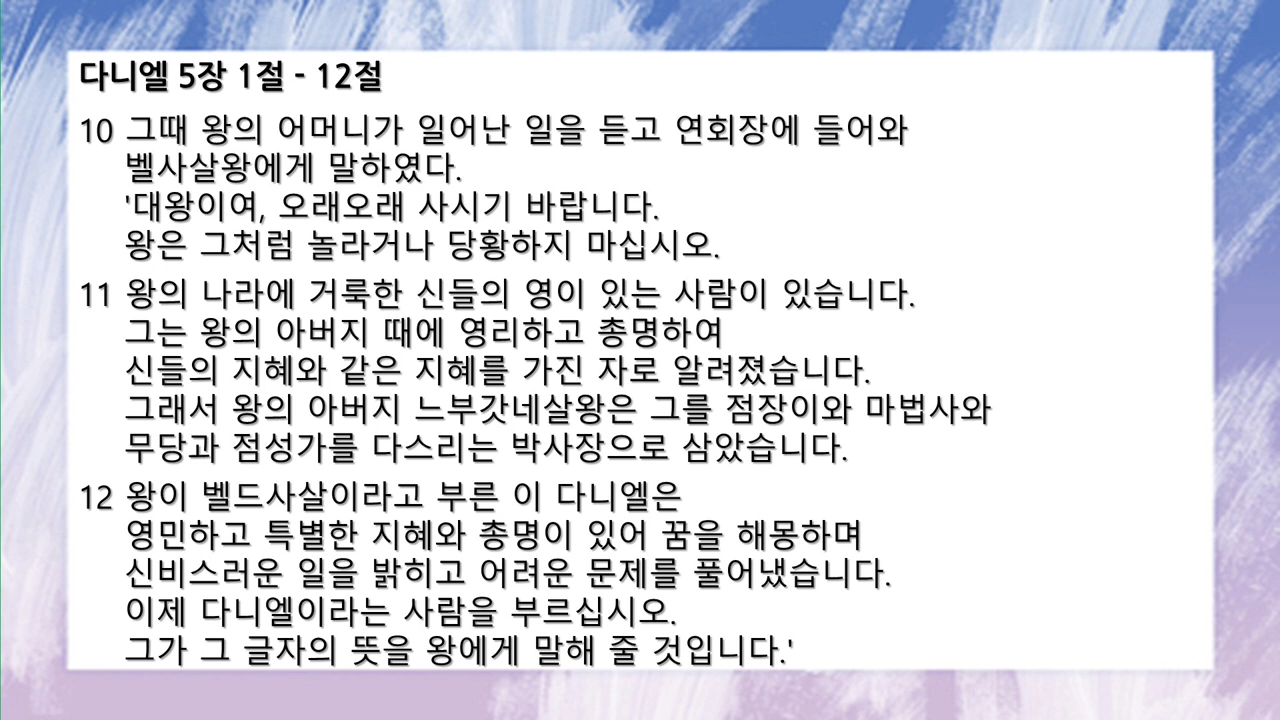 다니엘 5장 1절 - 12절
10 그때 왕의 어머니가 일어난 일을 듣고 연회장에 들어와
벨사살왕에게 말하였다.
'대왕이여, 오래오래 사시기 바랍니다.
왕은 그처럼 놀라거나 당황하지 마십시오.
11 왕의 나라에 거룩한 신들의 영이 있는 사람이 있습니다.
그는 왕의 아버지 때에 영리하고 총명하여
신들의 지혜와 같은 지혜를 가진 자로 알려졌습니다.
그래서 왕의 아버지 느부갓네살왕은 그를 점장이와 마법사와
무당과 점성가를 다스리는 박사장으로 삼았습니다.
12 왕이 벨드사살이라고 부른 이 다니엘은
영민하고 특별한 지혜와 총명이 있어 꿈을 해몽하며
신비스러운 일을 밝히고 어려운 문제를 풀어냈습니다.
이제 다니엘이라는 사람을 부르십시오.
그가 그 글자의 뜻을 왕에게 말해 줄 것입니다.'